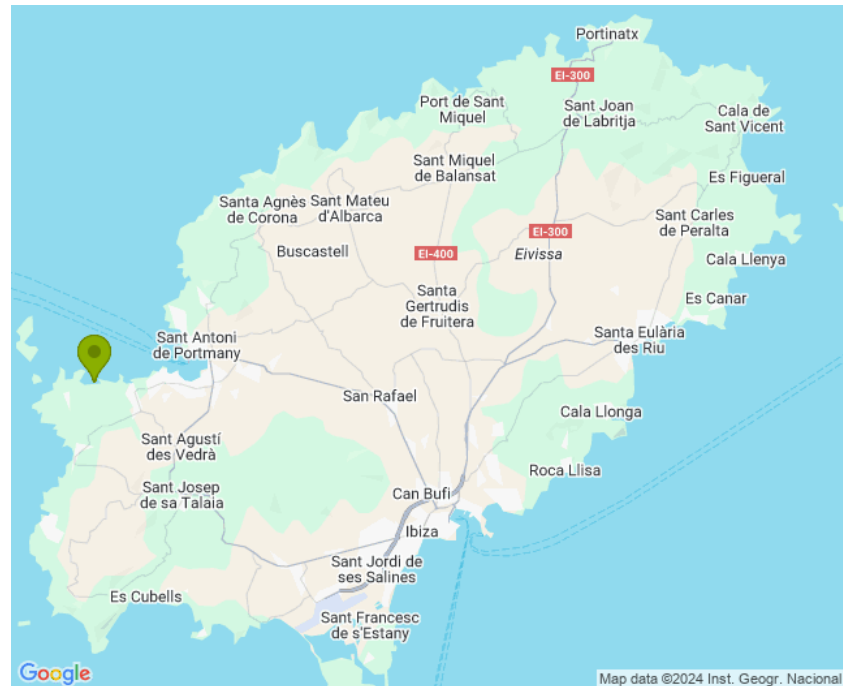 Portinatx
EI-300
Port de Sant
Miquel
Sant Joan
de Labritja
Cala de
Sant Vicent
Sant Miquel
de Balansat
Es Figueral
Santa Agnès
de Corona
Sant Mateu
d'Albarca
Sant Carles
de Peralta
EI-300
Buscastell
EI-400
Eivissa
Cala Llenya
Santa
Gertrudis
de Fruitera
Es Canar
Sant Antoni
de Portmany
Santa Eulària
des Riu
San Rafael
Cala Llonga
Sant Agustí
des Vedrà
Roca Llisa
Sant Josep
de sa Talaia
Can Bufi
Ibiza
Sant Jordi de
ses Salines
Es Cubells
Sant Francesc
de s'Estany
Google
Map data ©2024 Inst. Geogr. Nacional